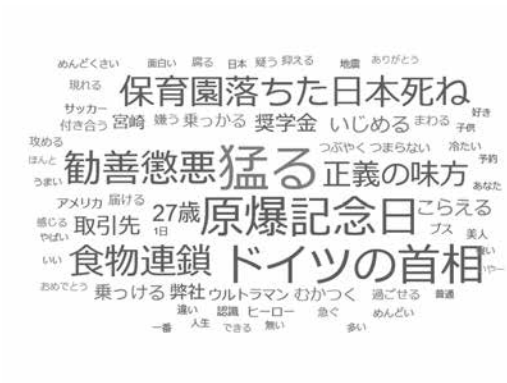 めんどくさい 面白い 腐る 日本 疑う 抑える 地震 ありがとう
現れる 保育園落ちた日本死ね
サッカー 好き
付き合う 宮崎 嫌う 乗っかる 奨学金 いじめる まわる 子供
攻める つぶやく つまらない 冷たい
ほんと 勧善懲悪 猛る 正義の味方 予約
うまい あなた
アメリカ 届ける 27歳 原爆記念日 こらえる
感じる 取引先 1日 ブス 美人
やばい
いい 食物連鎖 ドイツの首相
おめでとう 乗っける 弊社 ウルトラマン むかつく 過ごせる 普通
違い 認識 ヒーロー 急ぐ めんどい
一番 人生 できる 無い 多い